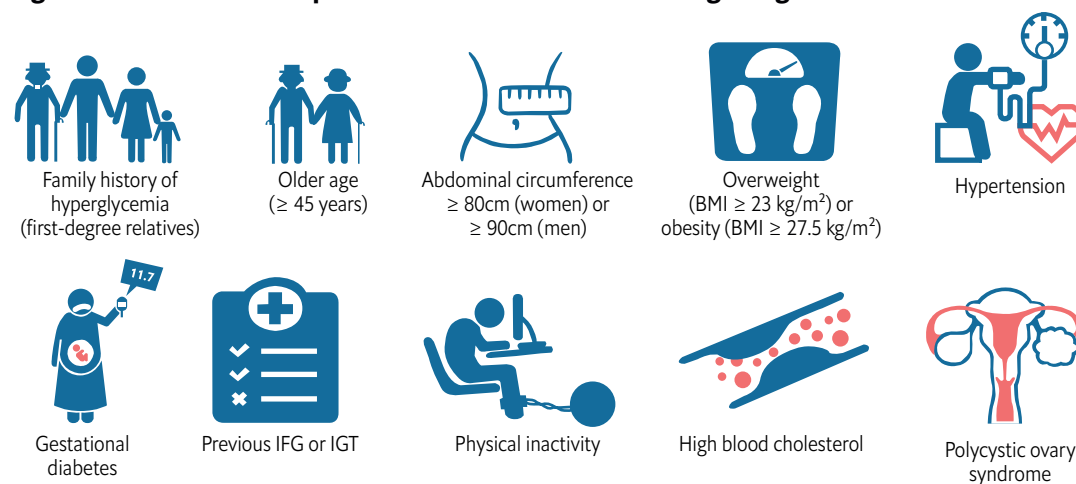 Family history of
hyperglycemia
(first-degree relatives)
Older age
(≥ 45 years)
Abdominal circumference
≥ 80cm (women) or
≥ 90cm (men)
Overweight
(BMI ≥ 23 kg/m²) or
obesity (BMI ≥ 27.5 kg/m²)
Hypertension
11.7
Gestational
diabetes
Previous IFG or IGT
Physical inactivity
High blood cholesterol
Polycystic ovary
syndrome